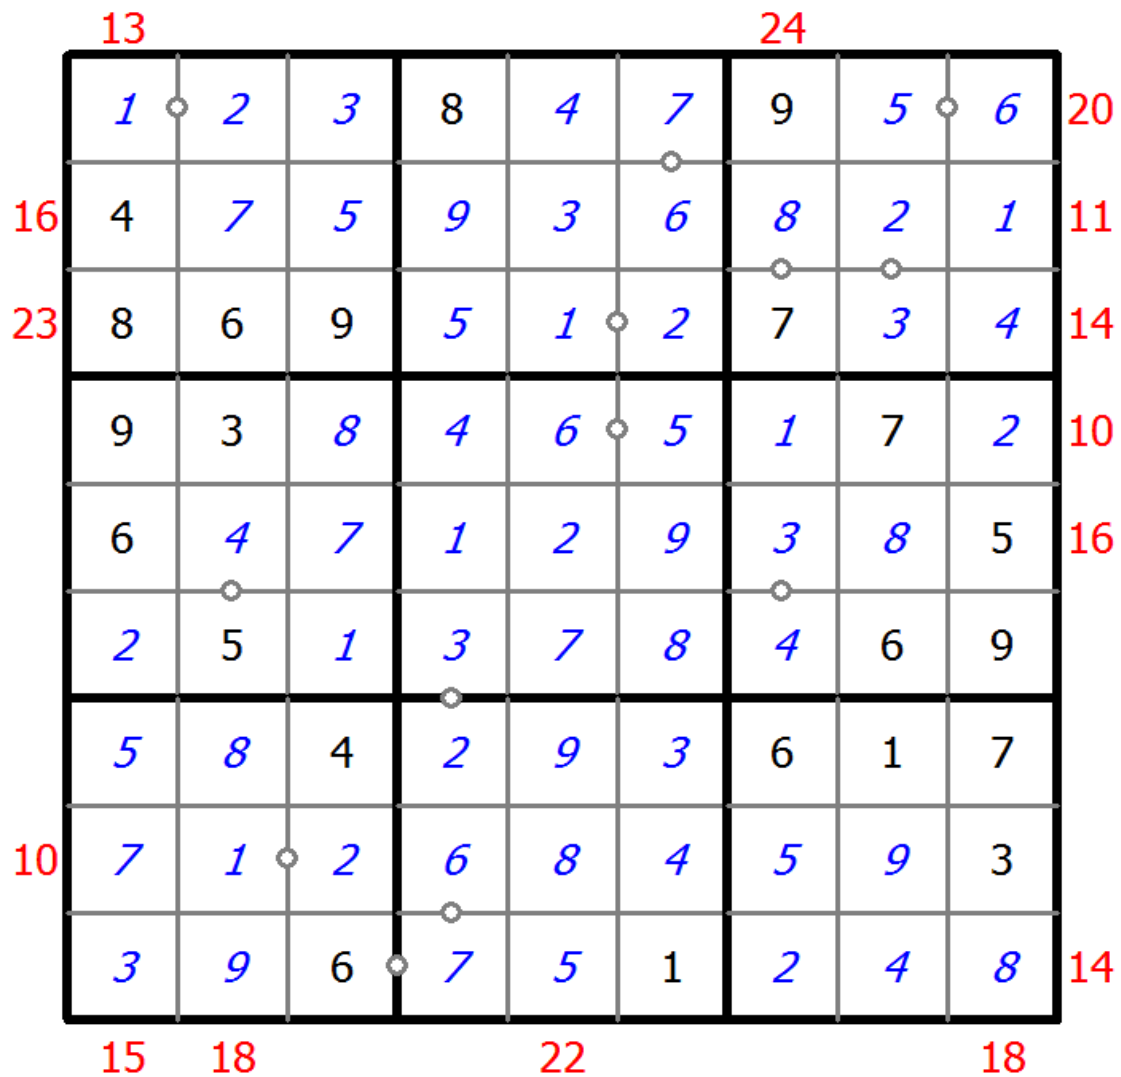 13 24
1 2 3 8 4 7 9 5 6 20
16 4 7 5 9 3 6 8 2 1 11
23 8 6 9 5 1 2 7 3 4 14
9 3 8 4 6 5 1 7 2 10
6 4 7 1 2 9 3 8 5 16
2 5 1 3 7 8 4 6 9
5 8 4 2 9 3 6 1 7
10 7 1 2 6 8 4 5 9 3
3 9 6 7 5 1 2 4 8 14
15 18 22 18